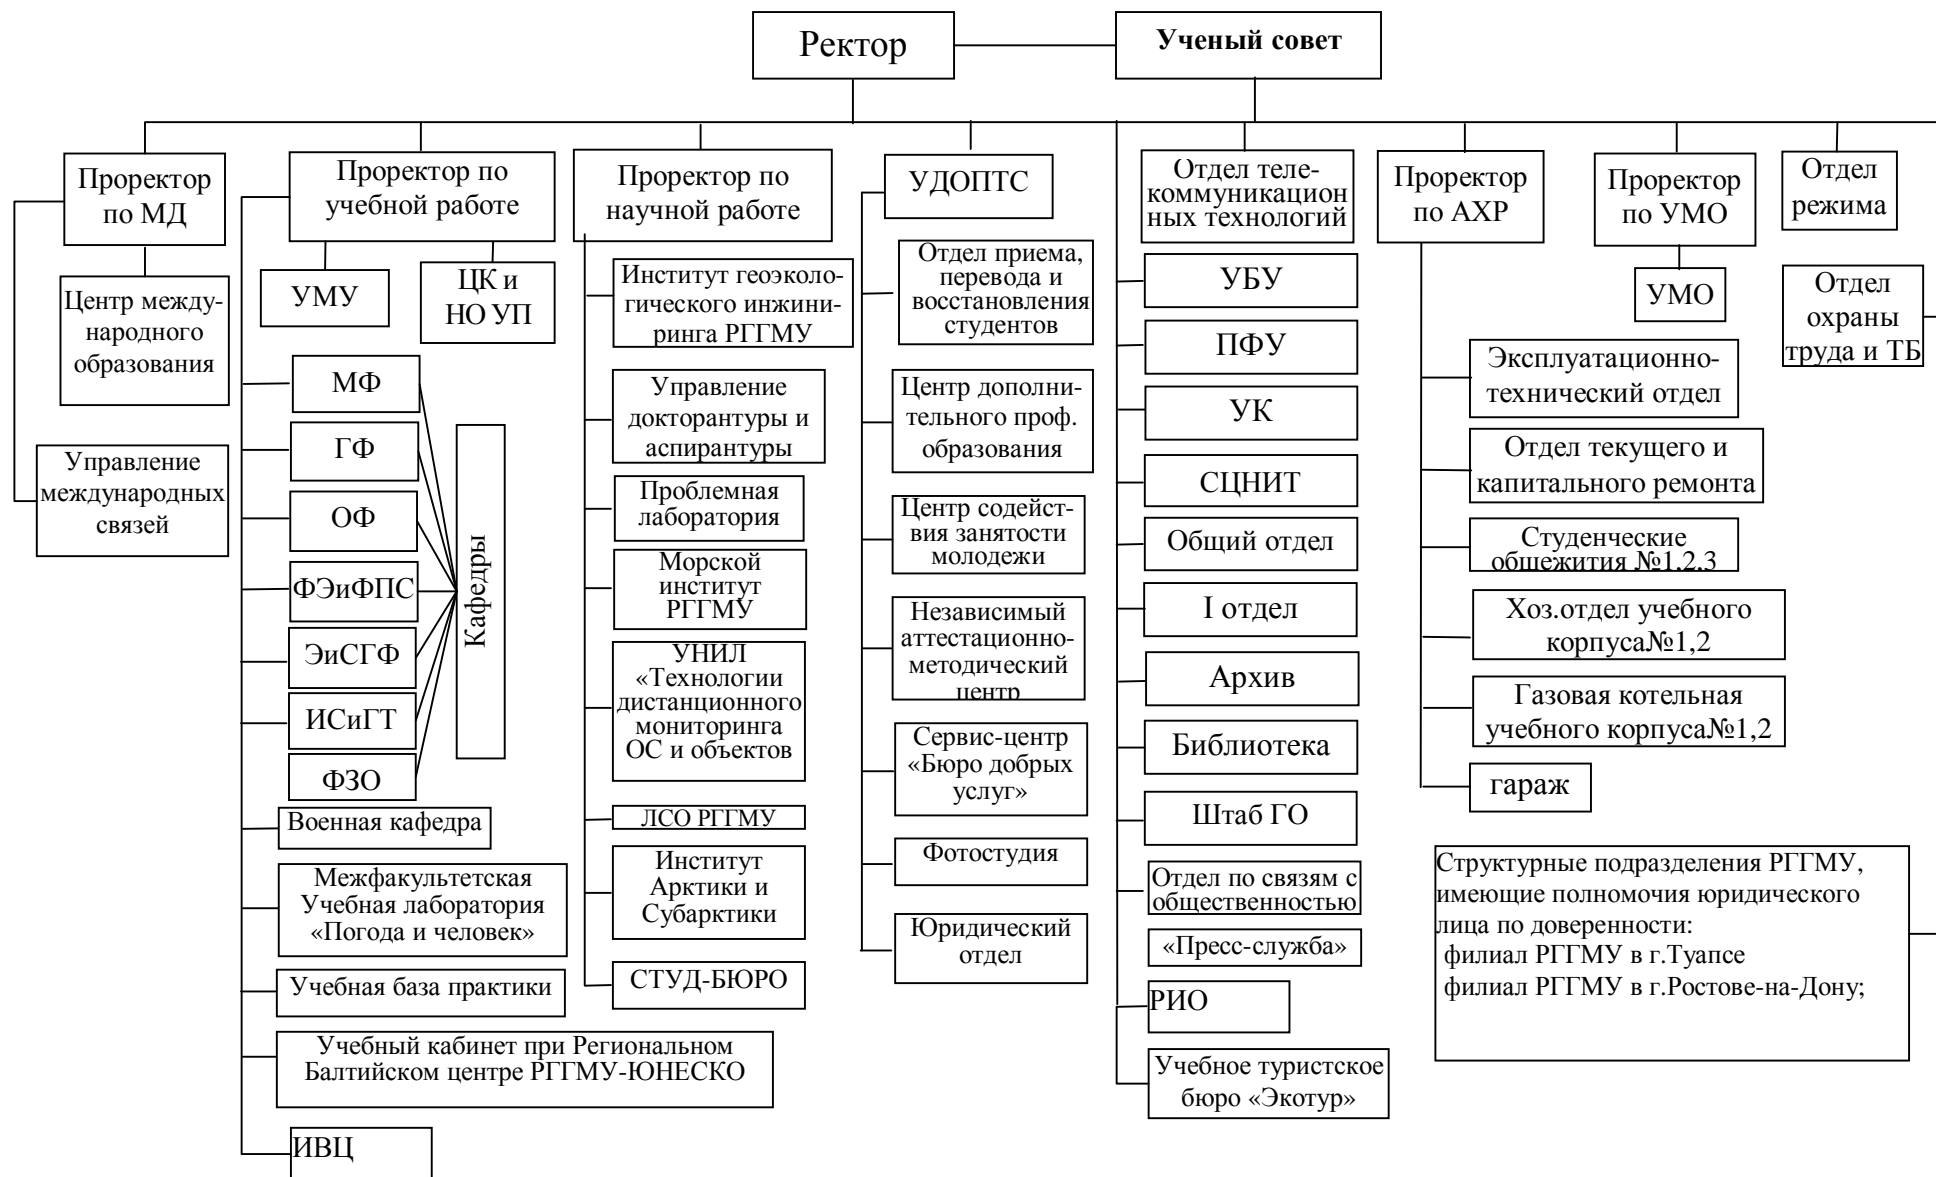 Ректор
Ученый совет
Проректор
по МД
Центр между-
народного
образования
Управление
международных
связей
Проректор по
учебной работе
УМУ
ЦК и
НО УП
МФ
ГФ
ОФ
ФЭиФПС
ЭиСГФ
ИСиГТ
ФЗО
Кафедры
Военная кафедра
Межфакультетская
Учебная лаборатория
«Погода и человек»
Учебная база практики
Учебный кабинет при Региональном
Балтийском центре РГГМУ-ЮНЕСКО
ИВЦ
Проректор по
научной работе
Институт геоэколо-
гического инжини-
ринга РГГМУ
Управление
докторантуры и
аспирантуры
Проблемная
лаборатория
Морской
институт
РГГМУ
УНИЛ
«Технологии
дистанционного
мониторинга
ОС и объектов
ЛСО РГГМУ
Институт
Арктики и
Субарктики
СТУД-БЮРО
УДОПТС
Отдел приема,
перевода и
восстановления
студентов
Центр дополни-
тельного проф.
образования
Центр содейст-
вия занятости
молодежи
Независимый
аттестационно-
методический
центр
Сервис-центр
«Бюро добрых
услуг»
Фотостудия
Юридический
отдел
Отдел теле-
коммуникацион
ных технологий
УБУ
ПФУ
УК
СЦНИТ
Общий отдел
I отдел
Архив
Библиотека
Штаб ГО
Отдел по связям с
общественностью
«Пресс-служба»
РИО
Учебное туристское
бюро «Экотур»
Проректор
по АХР
Эксплуатационно-
технический отдел
Отдел текущего и
капитального ремонта
Студенческие
общежития №1,2,3
Хоз.отдел учебного
корпуса№1,2
Газовая котельная
учебного корпуса№1,2
гараж
Проректор
по УМО
УМО
Отдел
режима
Отдел
охраны
труда и ТБ
Структурные подразделения РГГМУ,
имеющие полномочия юридического
лица по доверенности:
филиал РГГМУ в г.Туапсе
филиал РГГМУ в г.Ростове-на-Дону;